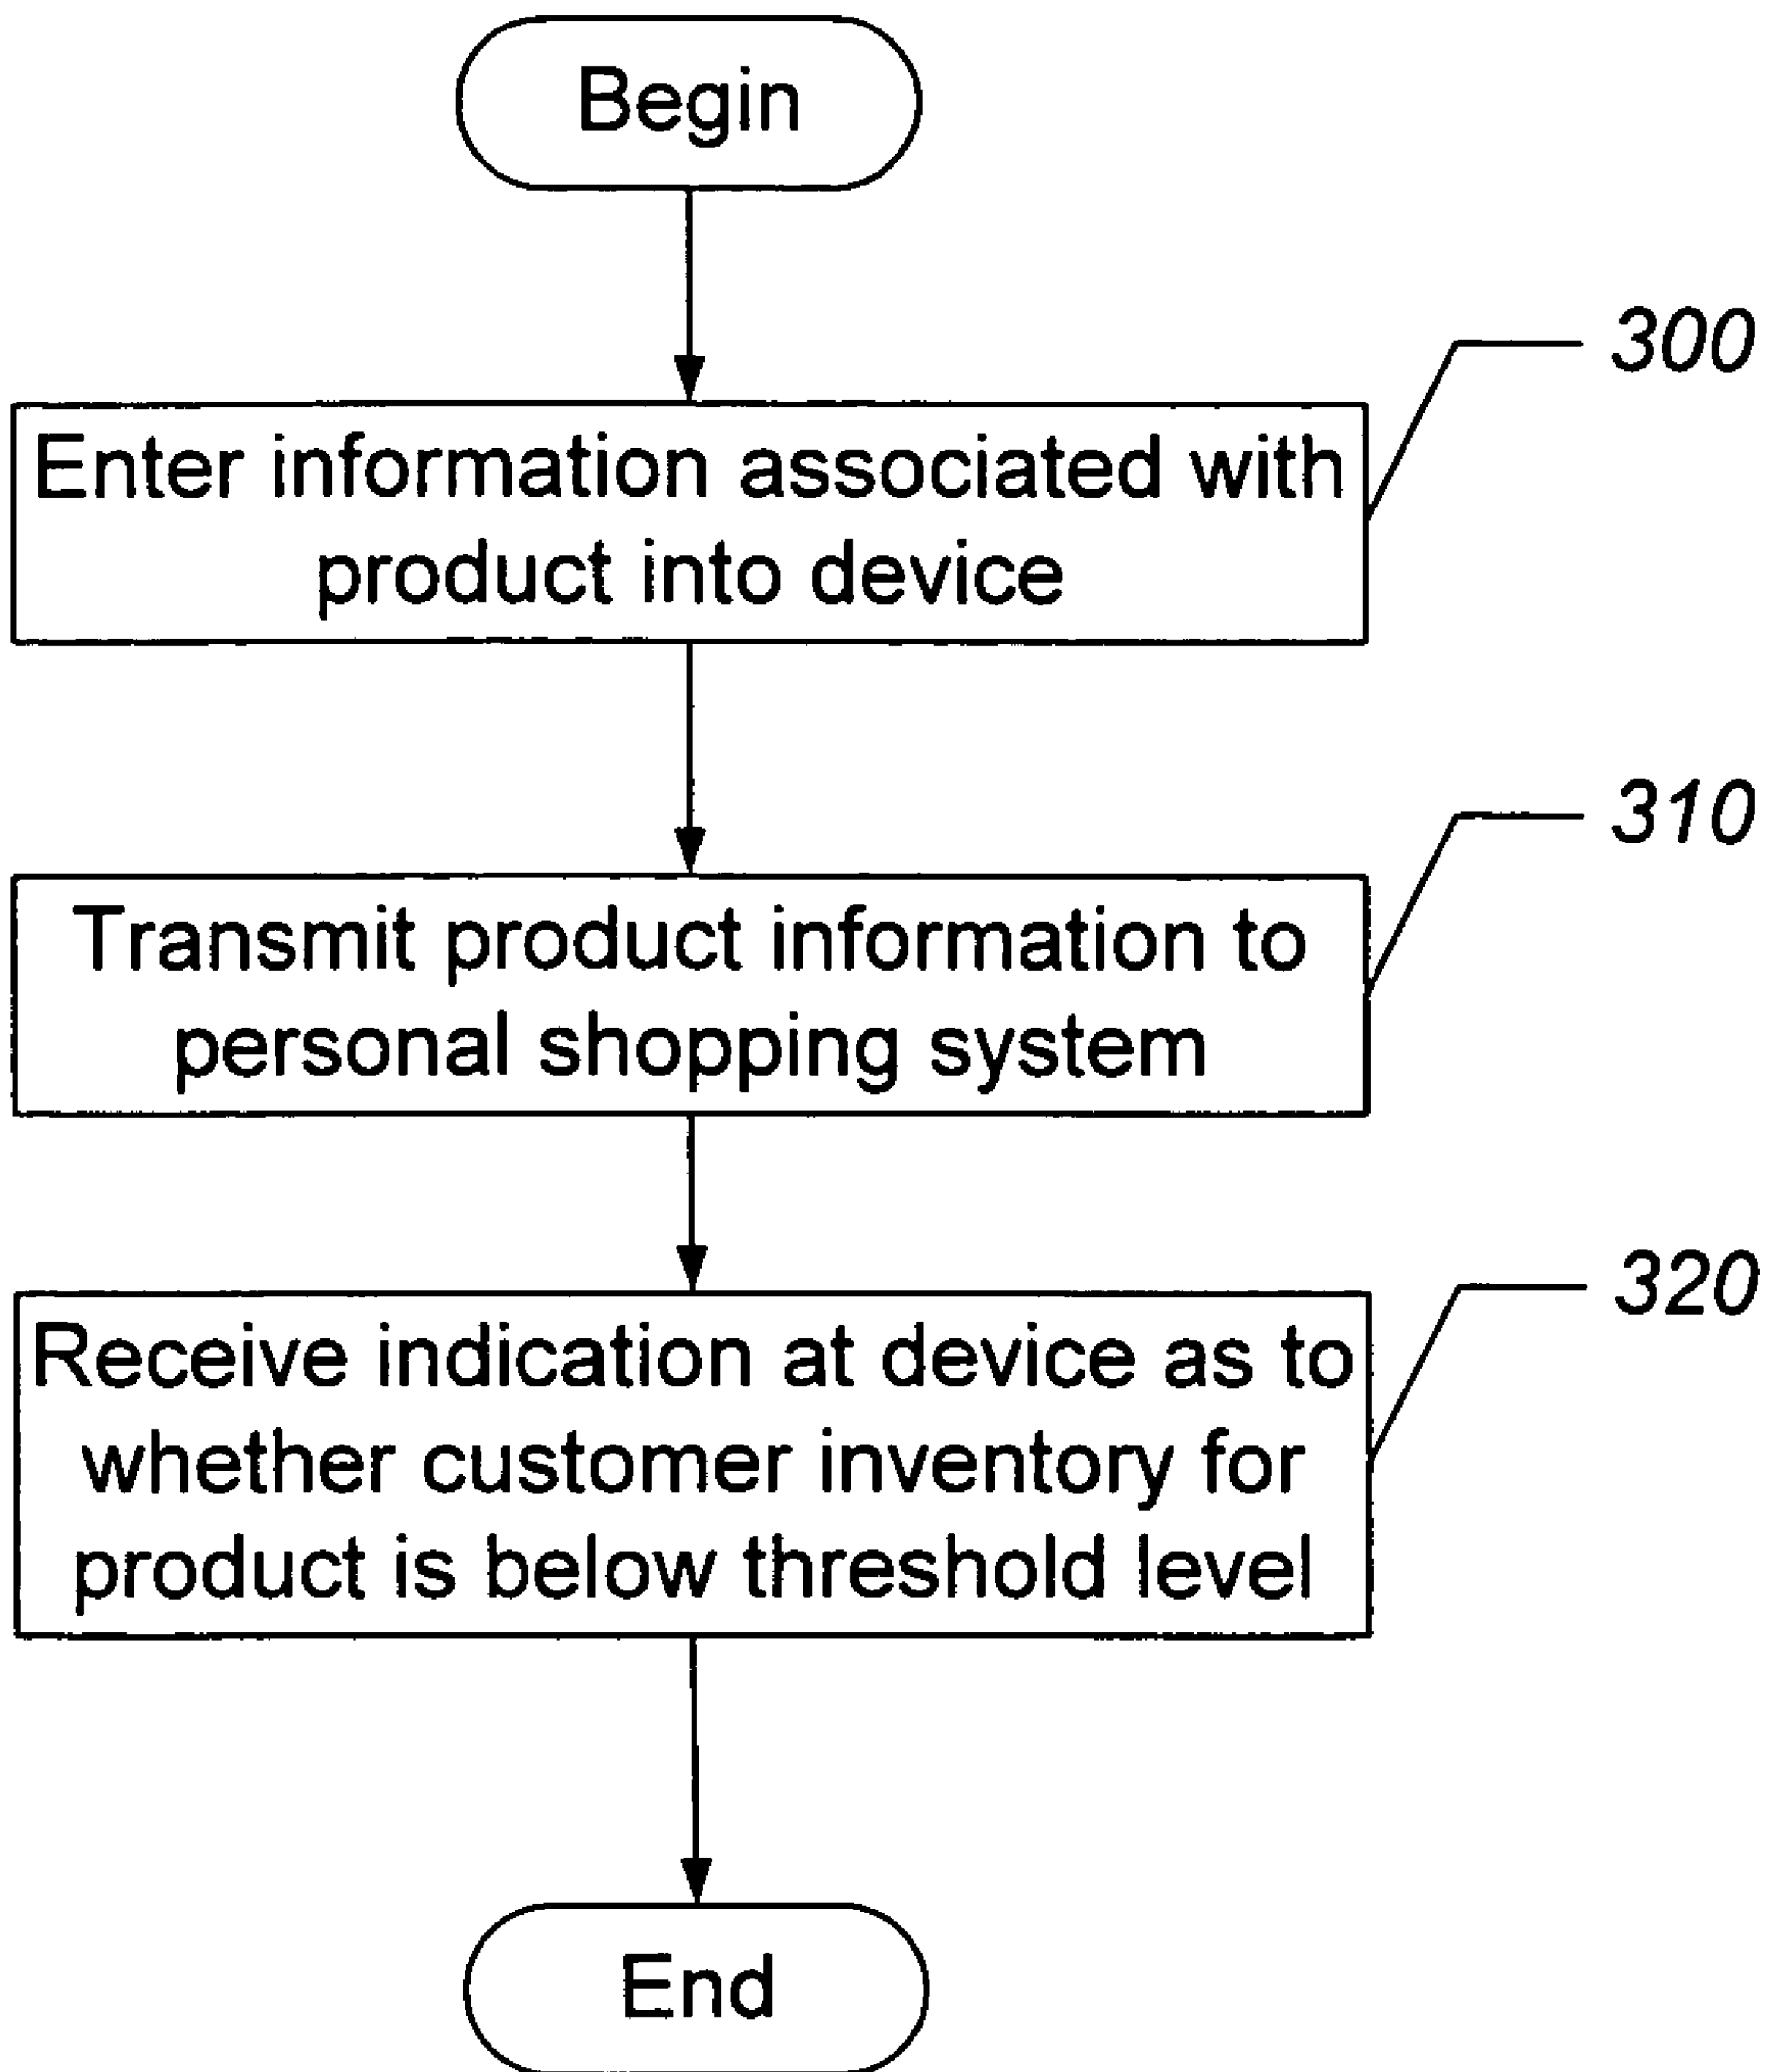 Begin
300
Enter information associated with
product into device
310
Transmit product information to
personal shopping system
320
Receive indication at device as to
whether customer inventory for
product is below threshold level
End